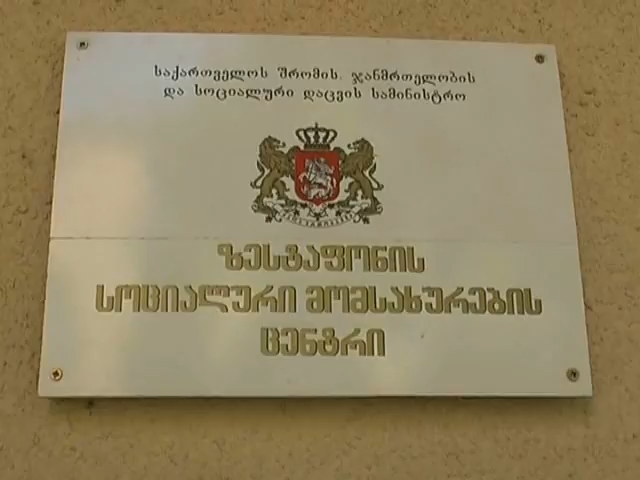 საქართველოს შრომის, ჯანმრთელობის
და სოციალური დაცვის სამინისტრო
ზესტაფონის
სოციალური მომსახურების
ცენტრი